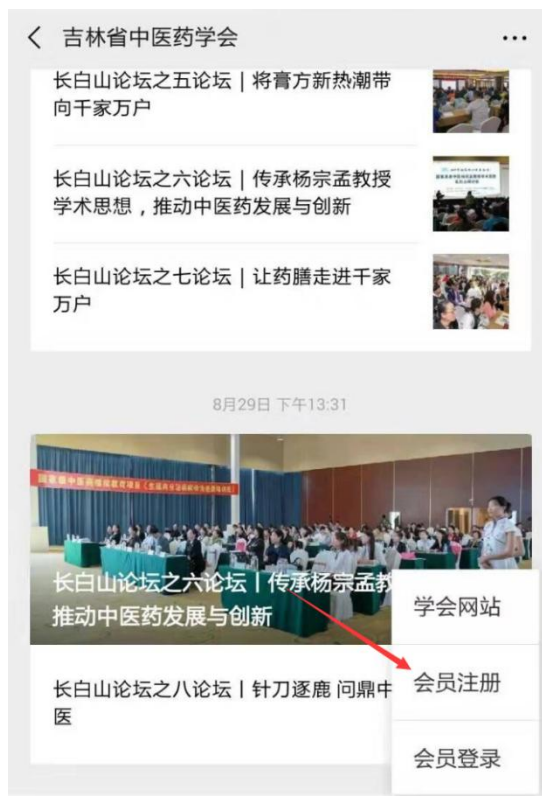 吉林省中医药学会
长白山论坛之五论坛｜将膏方新热潮带
向千家万户
长白山论坛之六论坛｜传承杨宗孟教授
学术思想，推动中医药发展与创新
长白山论坛之七论坛｜让药膳走进千家
万户
8月29日 下午13:31
长白山论坛之六论坛丨传承杨宗孟教
推动中医药发展与创新
长白山论坛之八论坛丨针刀逐鹿 问鼎中
医
学会网站
会员注册
会员登录